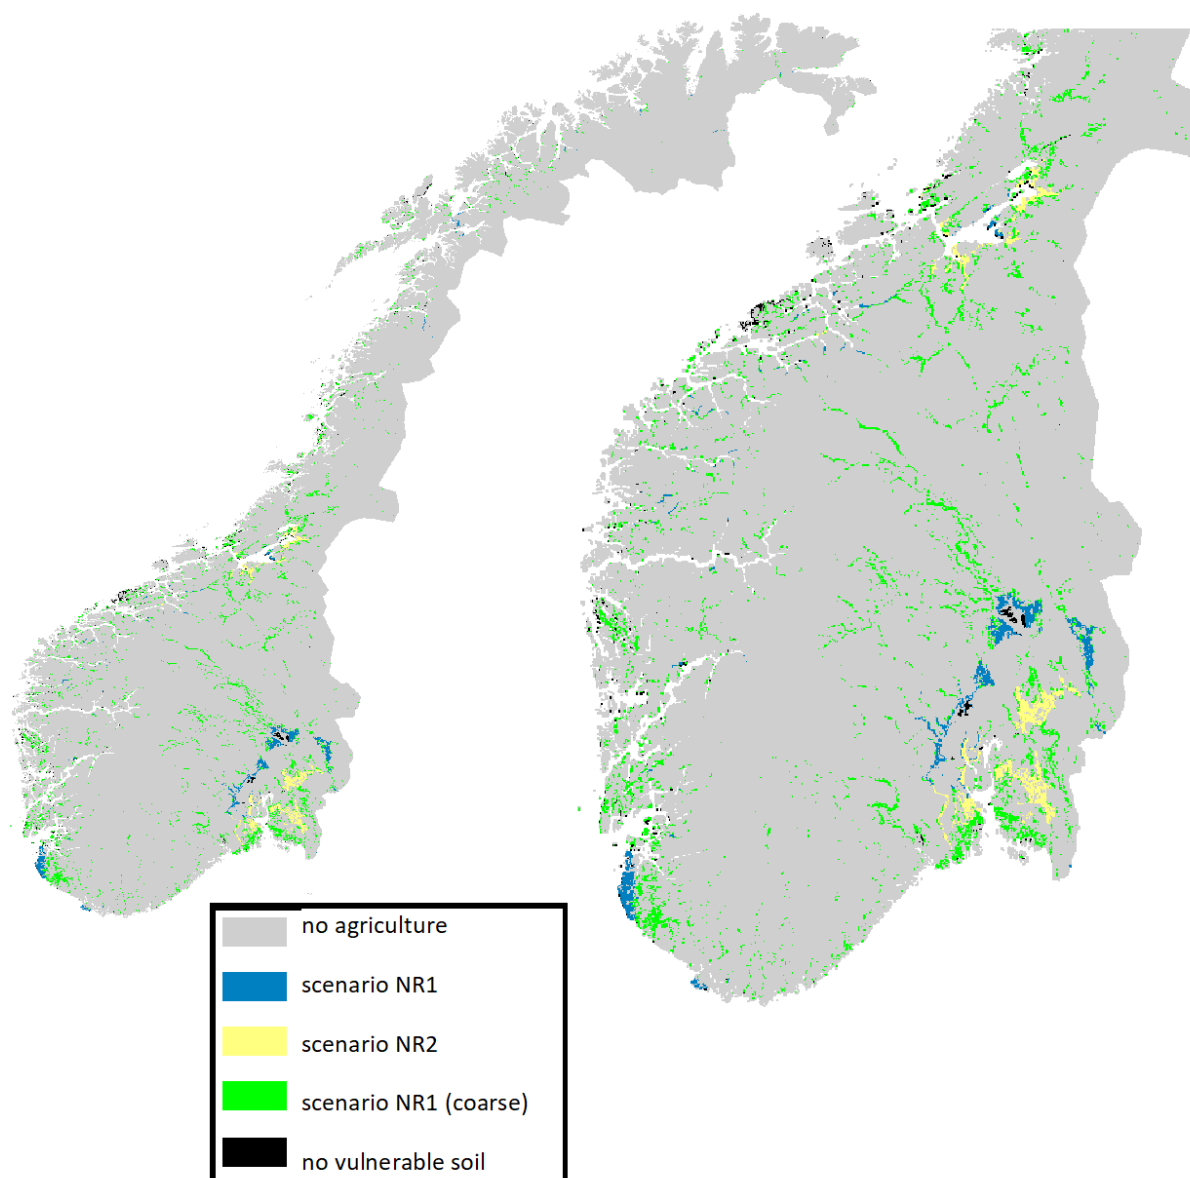 no agriculture
scenario NR1
scenario NR2
scenario NR1 (coarse)
no vulnerable soil